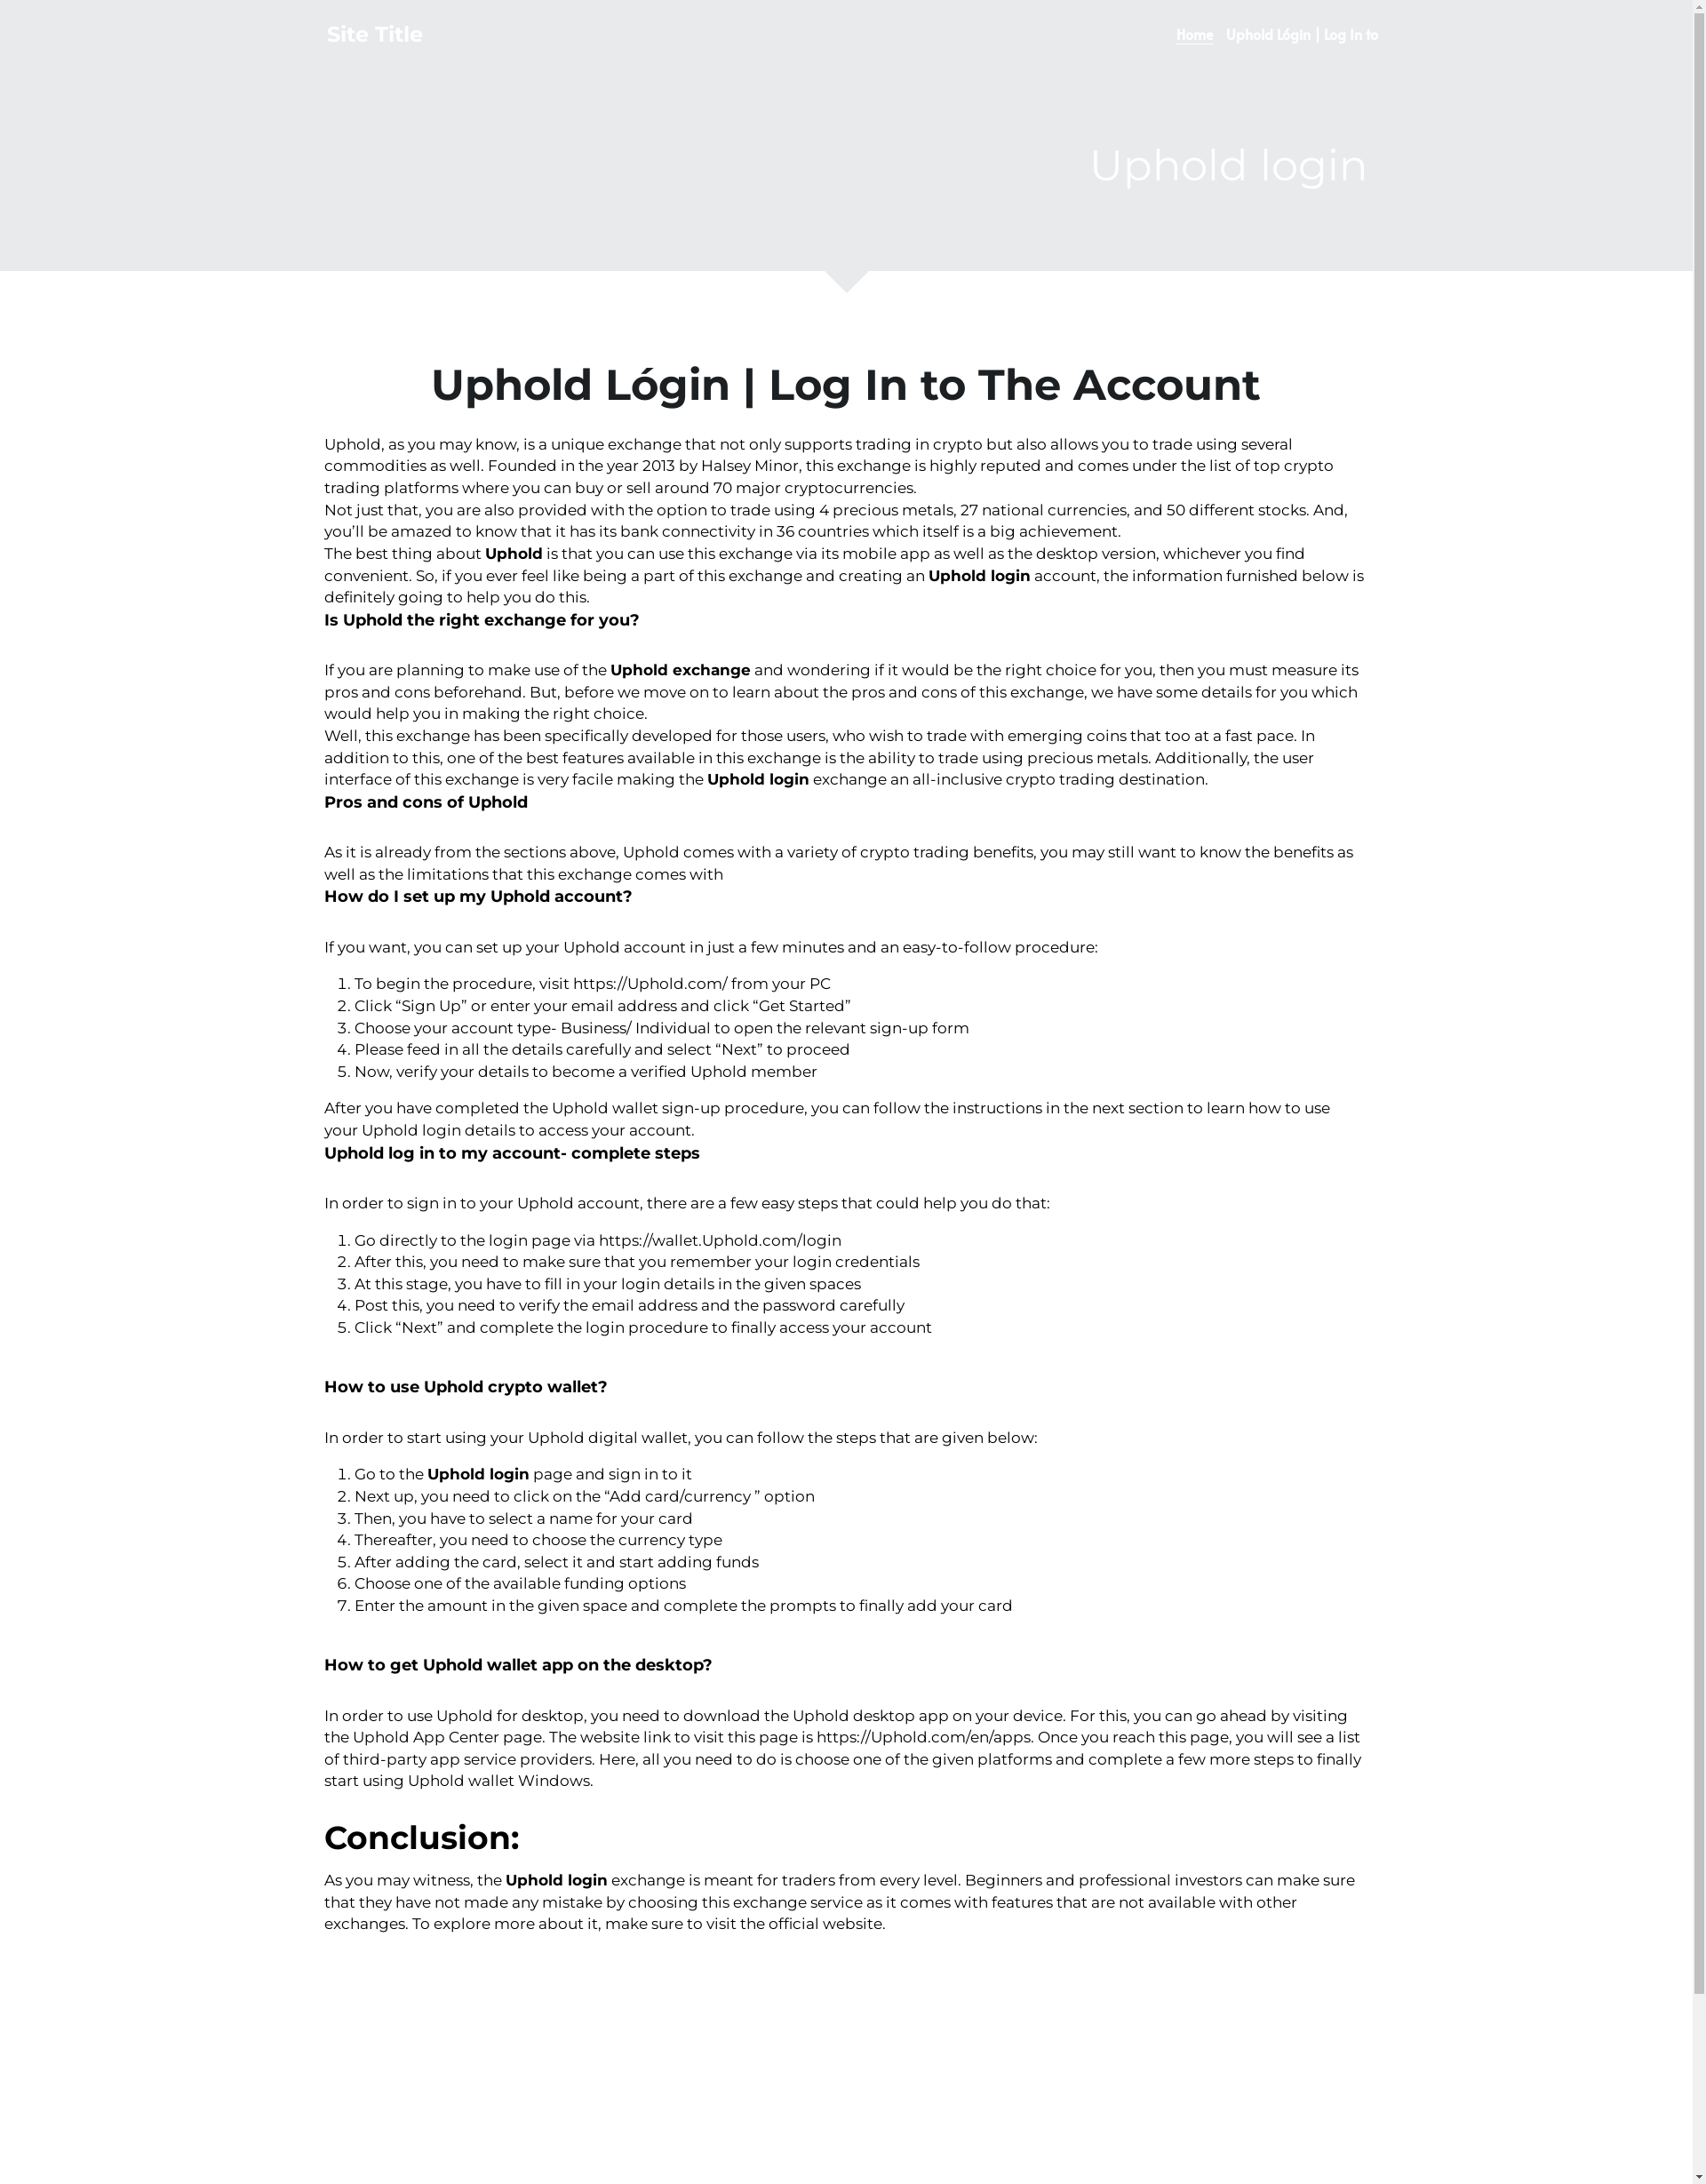 Site Title
Home Uphold Lógin | Log In to
Uphold login
Uphold Lógin | Log In to The Account
Uphold, as you may know, is a unique exchange that not only supports trading in crypto but also allows you to trade using several
commodities as well. Founded in the year 2013 by Halsey Minor, this exchange is highly reputed and comes under the list of top crypto
trading platforms where you can buy or sell around 70 major cryptocurrencies.
Not just that, you are also provided with the option to trade using 4 precious metals, 27 national currencies, and 50 different stocks. And,
you’ll be amazed to know that it has its bank connectivity in 36 countries which itself is a big achievement.
The best thing about Uphold is that you can use this exchange via its mobile app as well as the desktop version, whichever you find
convenient. So, if you ever feel like being a part of this exchange and creating an Uphold login account, the information furnished below is
definitely going to help you do this.
Is Uphold the right exchange for you?
If you are planning to make use of the Uphold exchange and wondering if it would be the right choice for you, then you must measure its
pros and cons beforehand. But, before we move on to learn about the pros and cons of this exchange, we have some details for you which
would help you in making the right choice.
Well, this exchange has been specifically developed for those users, who wish to trade with emerging coins that too at a fast pace. In
addition to this, one of the best features available in this exchange is the ability to trade using precious metals. Additionally, the user
interface of this exchange is very facile making the Uphold login exchange an all-inclusive crypto trading destination.
Pros and cons of Uphold
As it is already from the sections above, Uphold comes with a variety of crypto trading benefits, you may still want to know the benefits as
well as the limitations that this exchange comes with
How do I set up my Uphold account?
If you want, you can set up your Uphold account in just a few minutes and an easy-to-follow procedure:
1. To begin the procedure, visit https://Uphold.com/ from your PC
2. Click “Sign Up” or enter your email address and click “Get Started”
3. Choose your account type- Business/ Individual to open the relevant sign-up form
4. Please feed in all the details carefully and select “Next” to proceed
5. Now, verify your details to become a verified Uphold member
After you have completed the Uphold wallet sign-up procedure, you can follow the instructions in the next section to learn how to use
your Uphold login details to access your account.
Uphold log in to my account- complete steps
In order to sign in to your Uphold account, there are a few easy steps that could help you do that:
1. Go directly to the login page via https://wallet.Uphold.com/login
2. After this, you need to make sure that you remember your login credentials
3. At this stage, you have to fill in your login details in the given spaces
4. Post this, you need to verify the email address and the password carefully
5. Click “Next” and complete the login procedure to finally access your account
How to use Uphold crypto wallet?
In order to start using your Uphold digital wallet, you can follow the steps that are given below:
1. Go to the Uphold login page and sign in to it
2. Next up, you need to click on the “Add card/currency ” option
3. Then, you have to select a name for your card
4. Thereafter, you need to choose the currency type
5. After adding the card, select it and start adding funds
6. Choose one of the available funding options
7. Enter the amount in the given space and complete the prompts to finally add your card
How to get Uphold wallet app on the desktop?
In order to use Uphold for desktop, you need to download the Uphold desktop app on your device. For this, you can go ahead by visiting
the Uphold App Center page. The website link to visit this page is https://Uphold.com/en/apps. Once you reach this page, you will see a list
of third-party app service providers. Here, all you need to do is choose one of the given platforms and complete a few more steps to finally
start using Uphold wallet Windows.
Conclusion:
As you may witness, the Uphold login exchange is meant for traders from every level. Beginners and professional investors can make sure
that they have not made any mistake by choosing this exchange service as it comes with features that are not available with other
exchanges. To explore more about it, make sure to visit the official website.